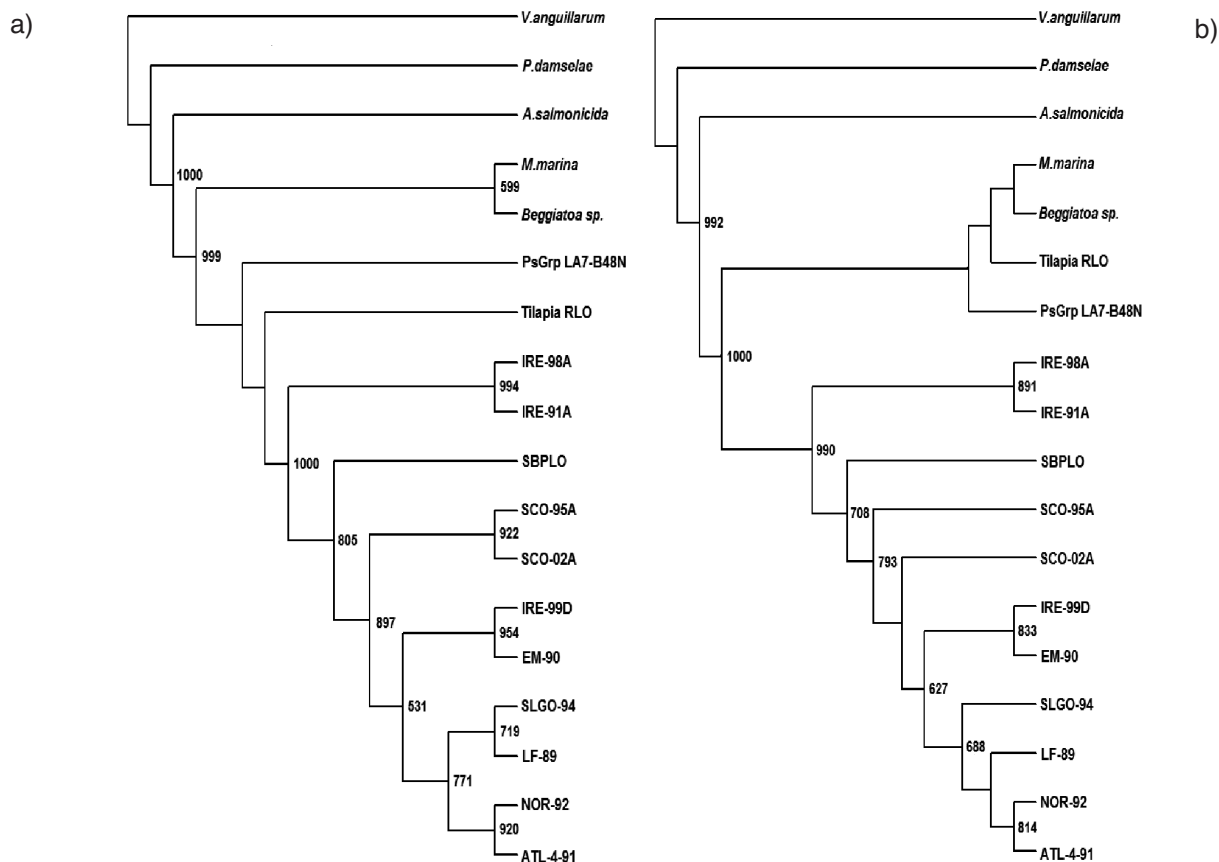 a)
V.anguillarum
P.damselae
A.salmonicida
M.marina
1000
599
Beggiatoa sp.
999
PsGrp LA7-B48N
Tilapia RLO
IRE-98A
994
IRE-91A
1000
SBPLO
SCO-95A
922
805
SCO-02A
IRE-99D
897
954
EM-90
531
SLGO-94
719
LF-89
771
NOR-92
920
ATL-4-91
b)
V.anguillarum
P.damselae
A.salmonicida
M.marina
Beggiatoa sp.
992
Tilapia RLO
PsGrp LA7-B48N
1000
IRE-98A
891
IRE-91A
990
SBPLO
SCO-95A
708
SCO-02A
793
IRE-99D
833
EM-90
627
SLGO-94
688
LF-89
NOR-92
814
ATL-4-91